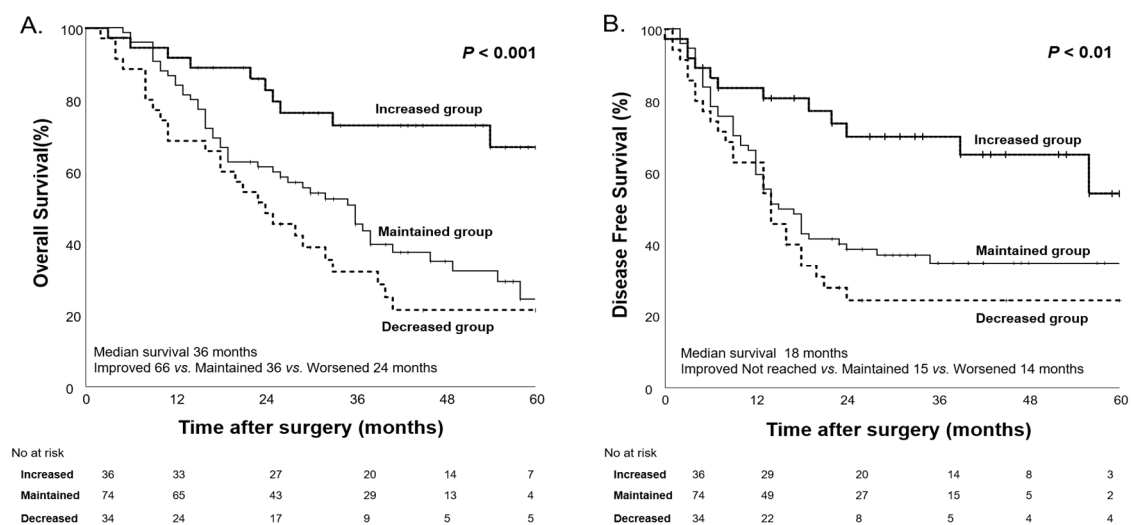 A.
100
80
60
40
20
0
Overall Survival(%)
P < 0.001
Increased group
Maintained group
Decreased group
Median survival 36 months
Improved 66 vs. Maintained 36 vs. Worsened 24 months
0 12 24 36 48 60
Time after surgery (months)
No at risk
Increased 36 33 27 20 14 7
Maintained 74 65 43 29 13 4
Decreased 34 24 17 9 5 5
B.
100
80
60
40
20
0
Disease Free Survival (%)
P < 0.01
Increased group
Maintained group
Decreased group
Median survival 18 months
Improved Not reached vs. Maintained 15 vs. Worsened 14 months
0 12 24 36 48 60
Time after surgery (months)
No at risk
Increased 36 29 20 14 8 3
Maintained 74 49 27 15 5 2
Decreased 34 22 8 5 4 4